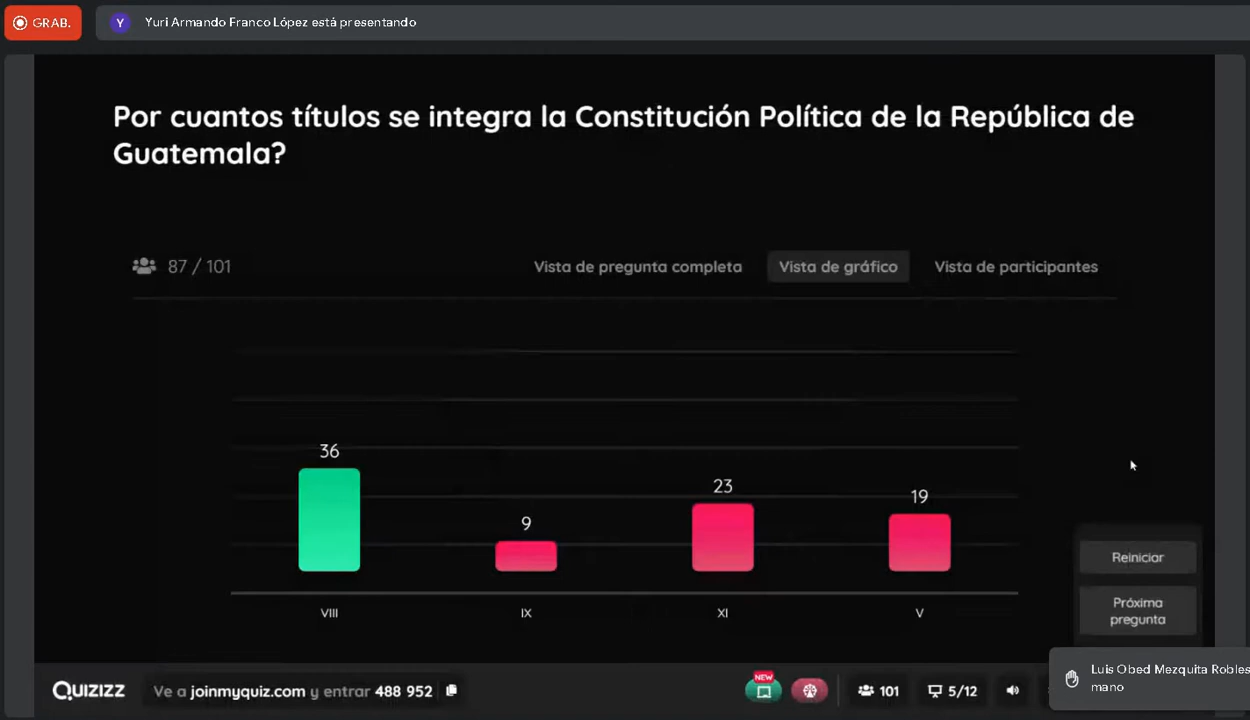 GRAB.
Y
Yuri Armando Franco López está presentando
Por cuantos títulos se integra la Constitución Política de la República de
Guatemala?
87 / 101
Vista de pregunta completa
Vista de gráfico
Vista de participantes
36
9
23
19
VIII
IX
XI
V
Reiniciar
Próxima
pregunta
Quizizz
Ve a joinmyquiz.com y entrar 488 952
NEW
101
5/12
Luis Obed Mezquita Robles
mano